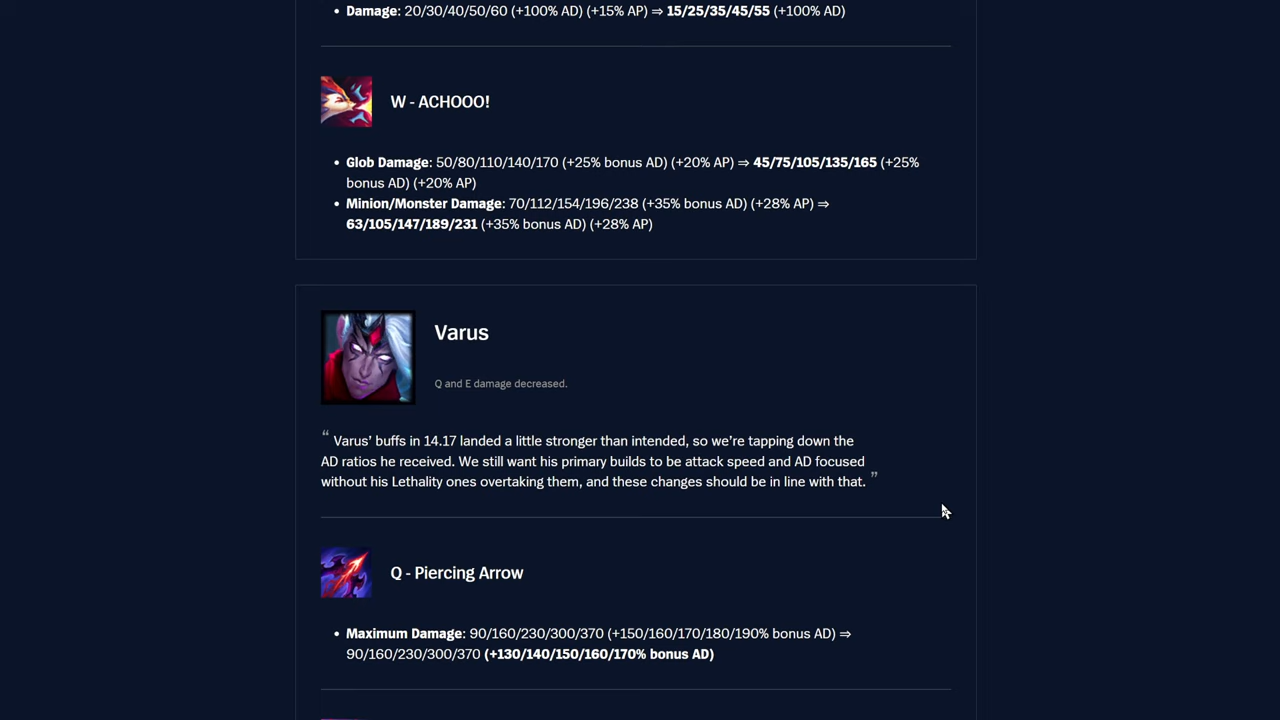 • Damage: 20/30/40/50/60 (+100% AD) (+15% AP) ⇒ 15/25/35/45/55 (+100% AD)
W - ACHOOO!
• Glob Damage: 50/80/110/140/170 (+25% bonus AD) (+20% AP) ⇒ 45/75/105/135/165 (+25%
bonus AD) (+20% AP)
• Minion/Monster Damage: 70/112/154/196/238 (+35% bonus AD) (+28% AP) ⇒
63/105/147/189/231 (+35% bonus AD) (+28% AP)
Varus
Q and E damage decreased.
“ Varus’ buffs in 14.17 landed a little stronger than intended, so we’re tapping down the
AD ratios he received. We still want his primary builds to be attack speed and AD focused
without his Lethality ones overtaking them, and these changes should be in line with that. ”
Q - Piercing Arrow
• Maximum Damage: 90/160/230/300/370 (+150/160/170/180/190% bonus AD) ⇒
90/160/230/300/370 (+130/140/150/160/170% bonus AD)